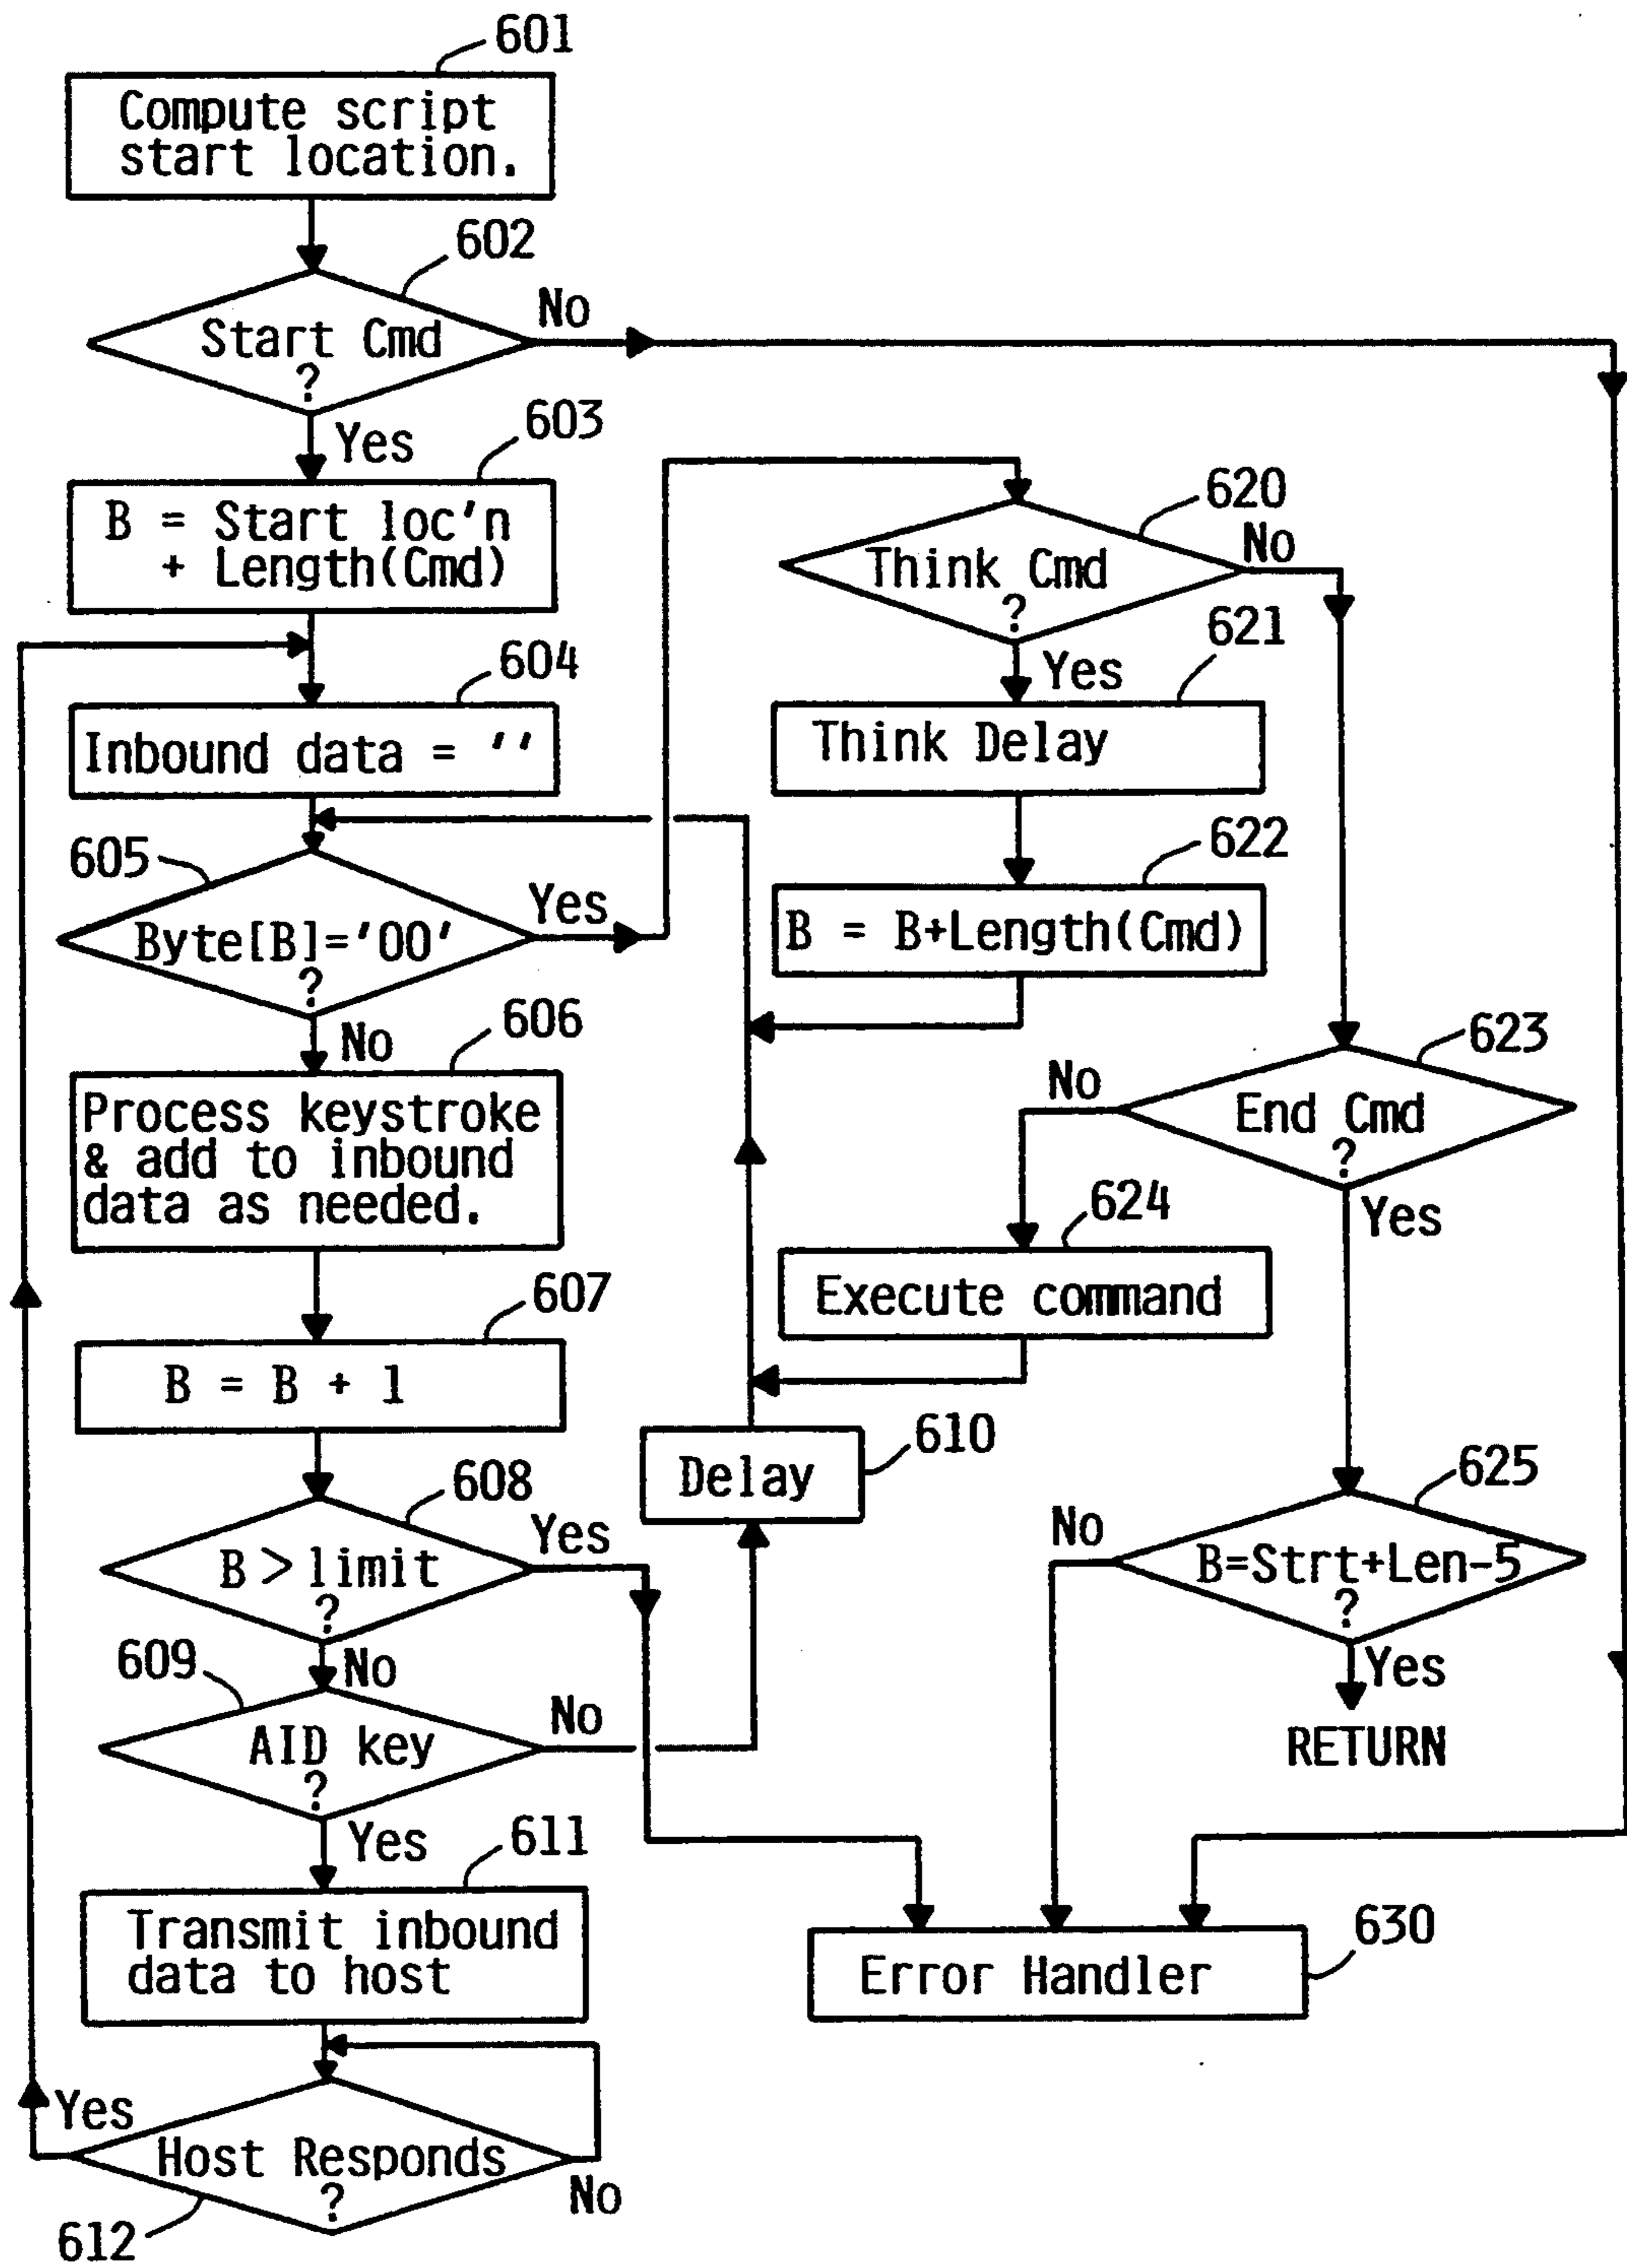 601
Compute script
start location.
602
Start Cmd
?
No
Yes
603
B = Start loc'n
+ Length(Cmd)
604
Inbound data = ''
605
Byte[B]='00'
?
Yes
No
606
Process keystroke
& add to inbound
data as needed.
607
B = B + 1
608
B > limit
?
Yes
No
609
AID key
?
No
Yes
610
Delay
611
Transmit inbound
data to host
Yes
Host Responds
?
No
612
620
Think Cmd
?
No
Yes
621
Think Delay
622
B = B+Length(Cmd)
623
End Cmd
?
No
Yes
624
Execute command
625
B=Strt+Len-5
?
No
Yes
RETURN
630
Error Handler